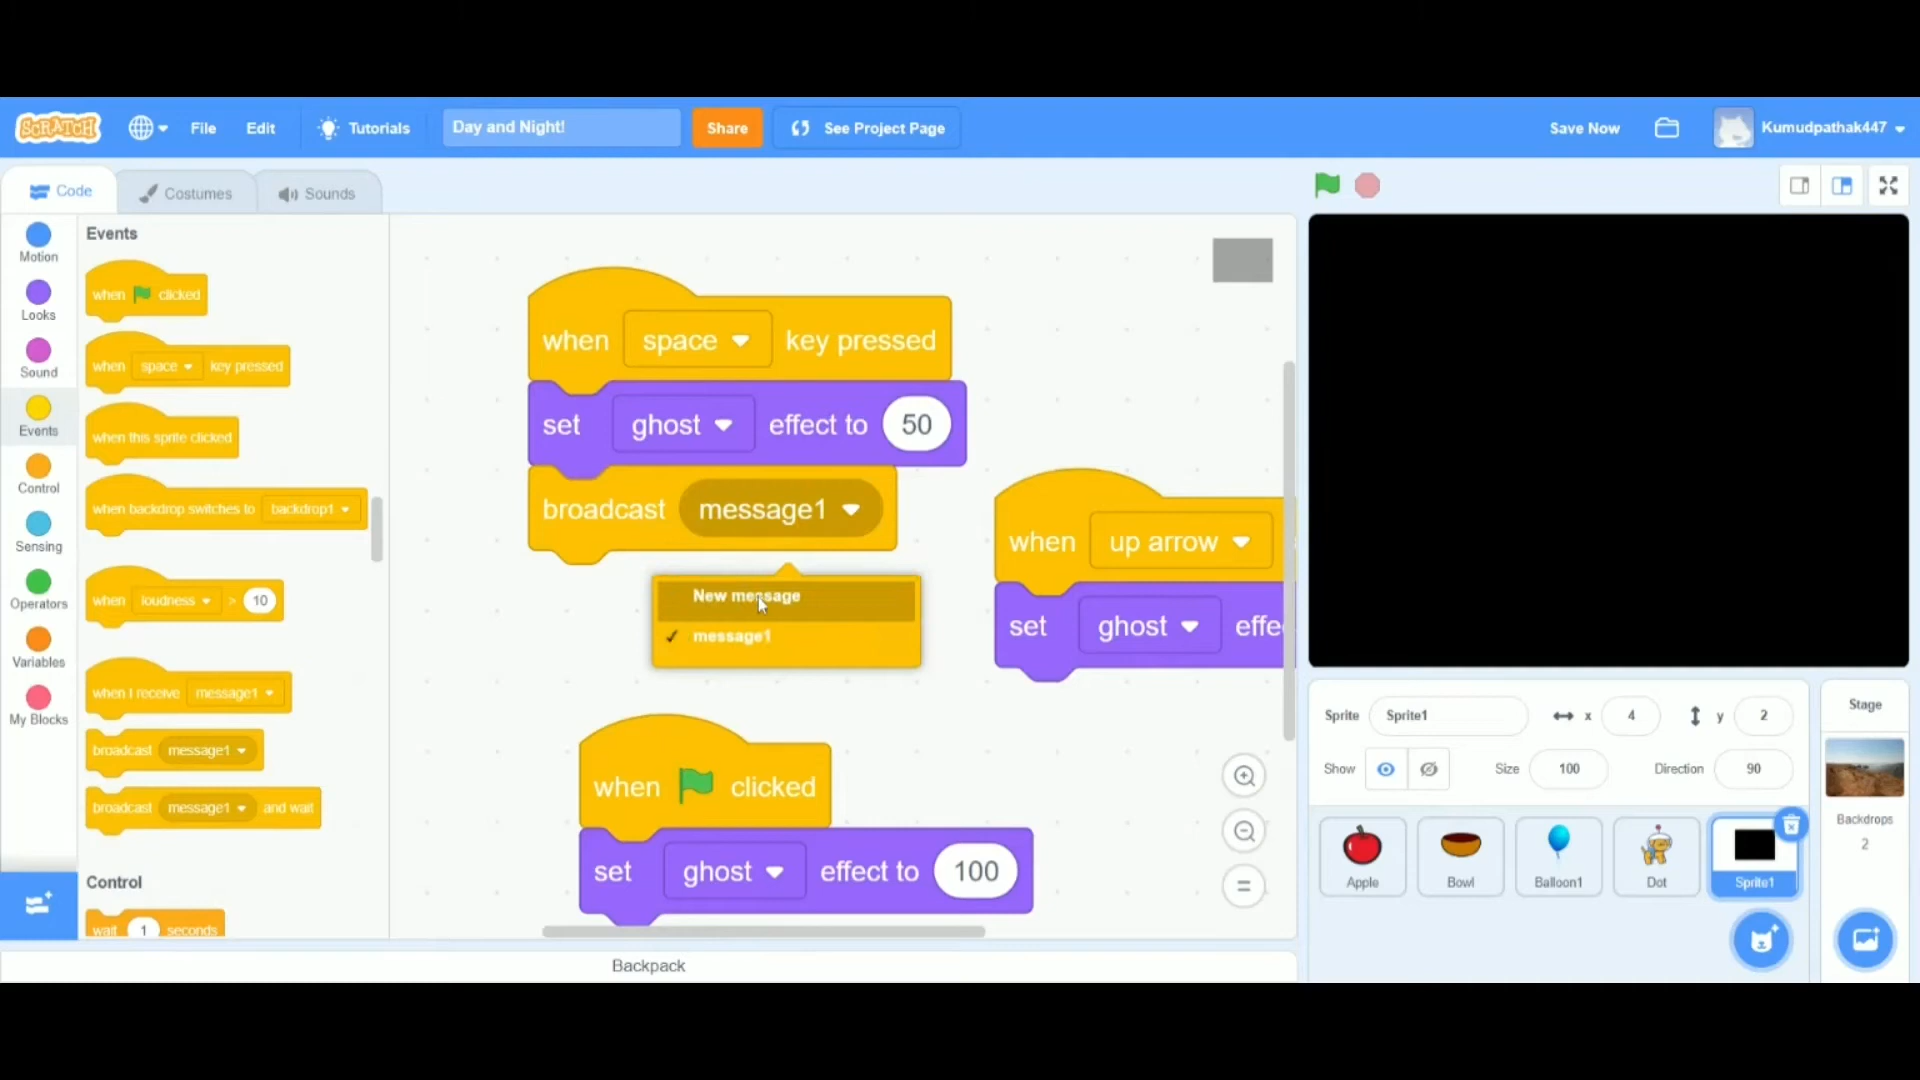 SCRATCH File Edit Tutorials Day and Night! Share See Project Page Save Now Kumudpathak447
Code Costumes Sounds
Motion
Looks
Sound
Events
Control
Sensing
Operators
Variables
My Blocks
Events
when clicked
when space key pressed
when this sprite clicked
when backdrop switches to backdrop1
when loudness > 10
when I receive message1
broadcast message1
broadcast message1 and wait
Control
wait 1 seconds
when space key pressed
set ghost effect to 50
broadcast message1
New message
✓ message1
when clicked
set ghost effect to 100
when up arrow
set ghost effe
=
Backpack
Sprite Sprite1 x 4 y 2
Show Size 100 Direction 90
Apple Bowl Balloon1 Dot Sprite1
Stage
Backdrops
2